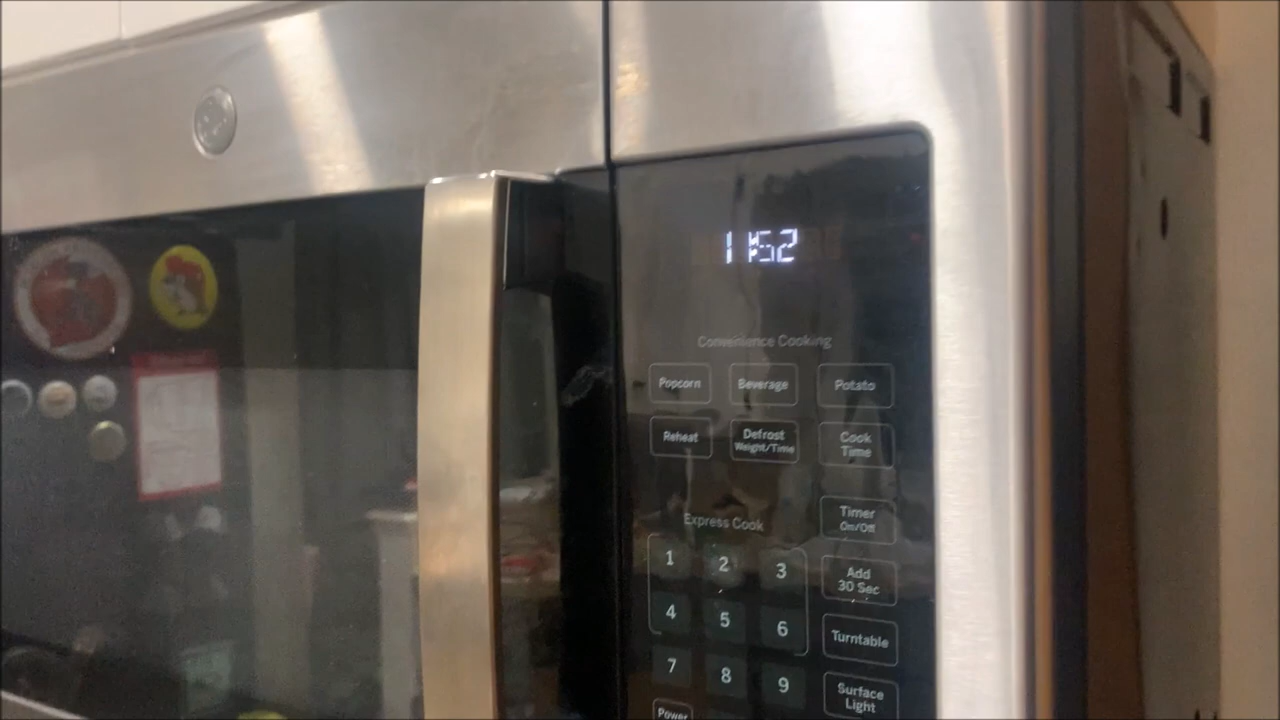 11:52
Convenience Cooking
Popcorn
Beverage
Potato
Reheat
Defrost
Weight/Time
Cook
Time
Express Cook
Timer
On/Off
1
2
3
Add
30 Sec
4
5
6
Turntable
7
8
9
Surface
Light
Power